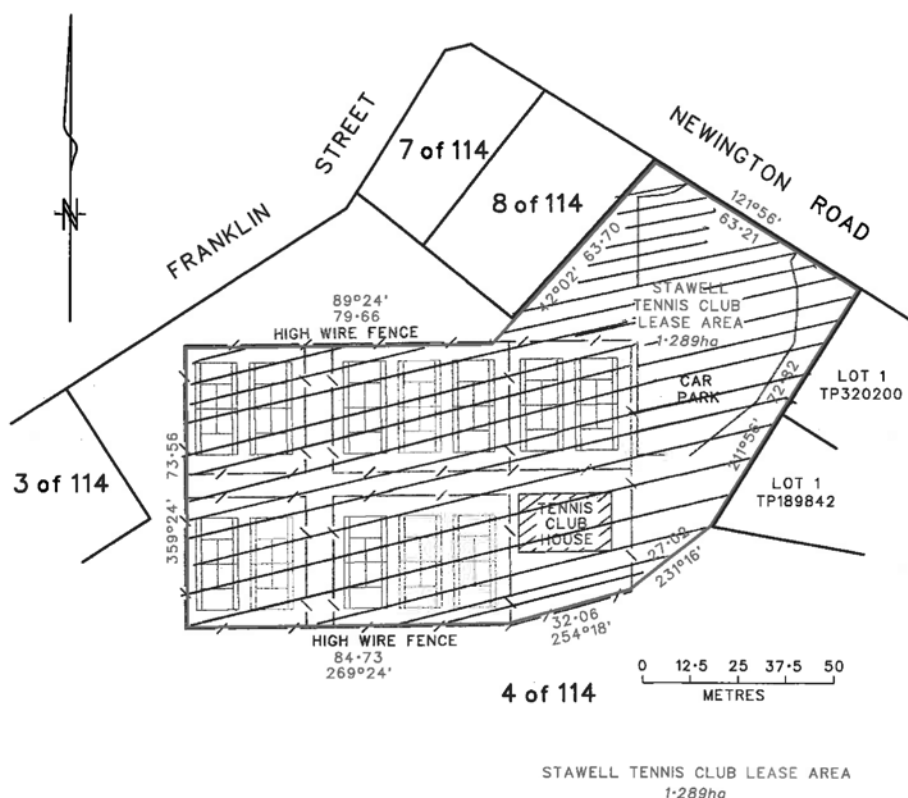 FRANKLIN STREET
NEWINGTON ROAD
7 of 114
8 of 114
N
121°56'
63·21
42°02' 63·70
STAWELL
TENNIS CLUB
LEASE AREA
1·289ha
89°24'
79·66
HIGH WIRE FENCE
CAR
PARK
LOT 1
TP320200
211°56' 72·82
3 of 114
359°24' 73·56
LOT 1
TP189842
TENNIS
CLUB
HOUSE
27·09
231°16'
32·06
254°18'
HIGH WIRE FENCE
84·73
269°24'
4 of 114
0 12·5 25 37·5 50
METRES
STAWELL TENNIS CLUB LEASE AREA
1·289ha